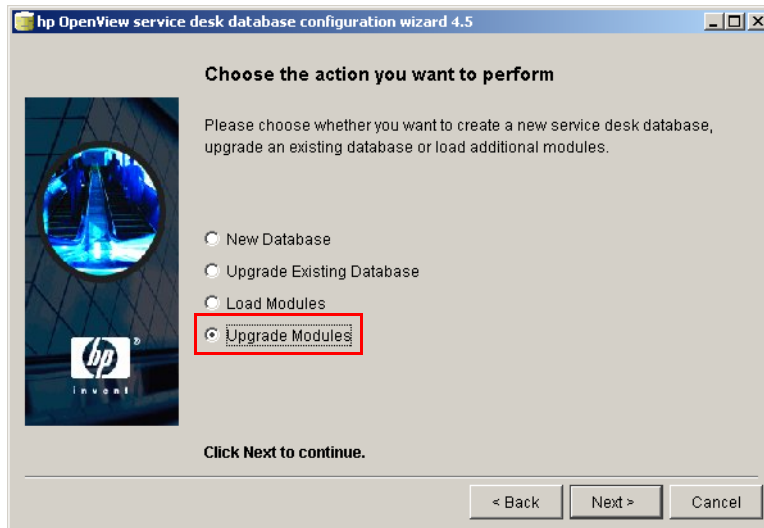 hp OpenView service desk database configuration wizard 4.5
Choose the action you want to perform
Please choose whether you want to create a new service desk database,
upgrade an existing database or load additional modules.
New Database
Upgrade Existing Database
Load Modules
Upgrade Modules
hp
®
invent
Click Next to continue.
< Back
Next >
Cancel